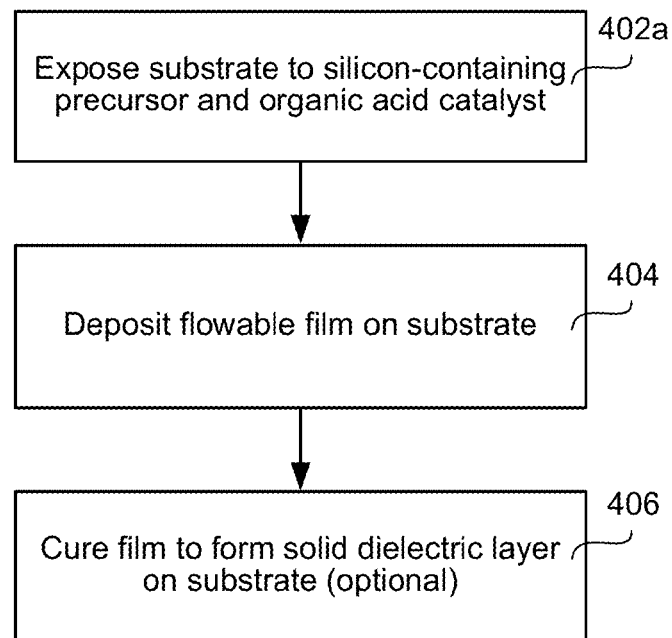 402a
Expose substrate to silicon-containing
precursor and organic acid catalyst
404
Deposit flowable film on substrate
406
Cure film to form solid dielectric layer
on substrate (optional)